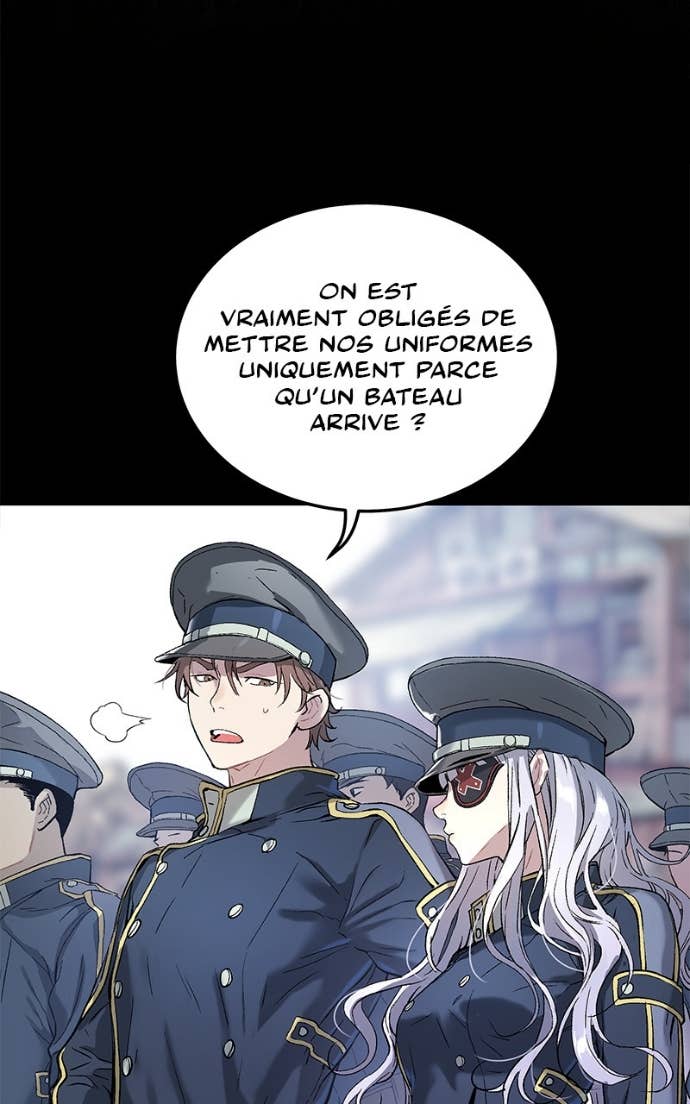 ON EST
VRAIMENT OBLIGÉS DE
METTRE NOS UNIFORMES
UNIQUEMENT PARCE
QU'UN BATEAU
ARRIVE ?